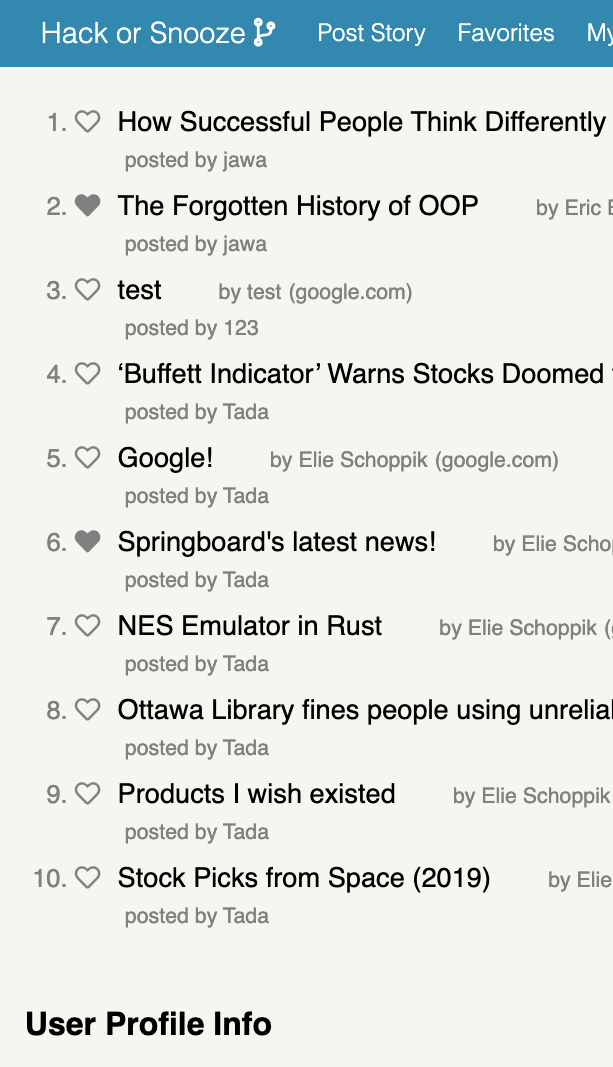 Hack or Snooze Post Story Favorites My
1. How Successful People Think Differently
posted by jawa
2. The Forgotten History of OOP by Eric
posted by jawa
3. test by test (google.com)
posted by 123
4. ‘Buffett Indicator’ Warns Stocks Doomed
posted by Tada
5. Google! by Elie Schoppik (google.com)
posted by Tada
6. Springboard's latest news! by Elie
posted by Tada
7. NES Emulator in Rust by Elie Schoppik
posted by Tada
8. Ottawa Library fines people using
posted by Tada
9. Products I wish existed by Elie Schoppik
posted by Tada
10. Stock Picks from Space (2019) by Elie
posted by Tada
User Profile Info